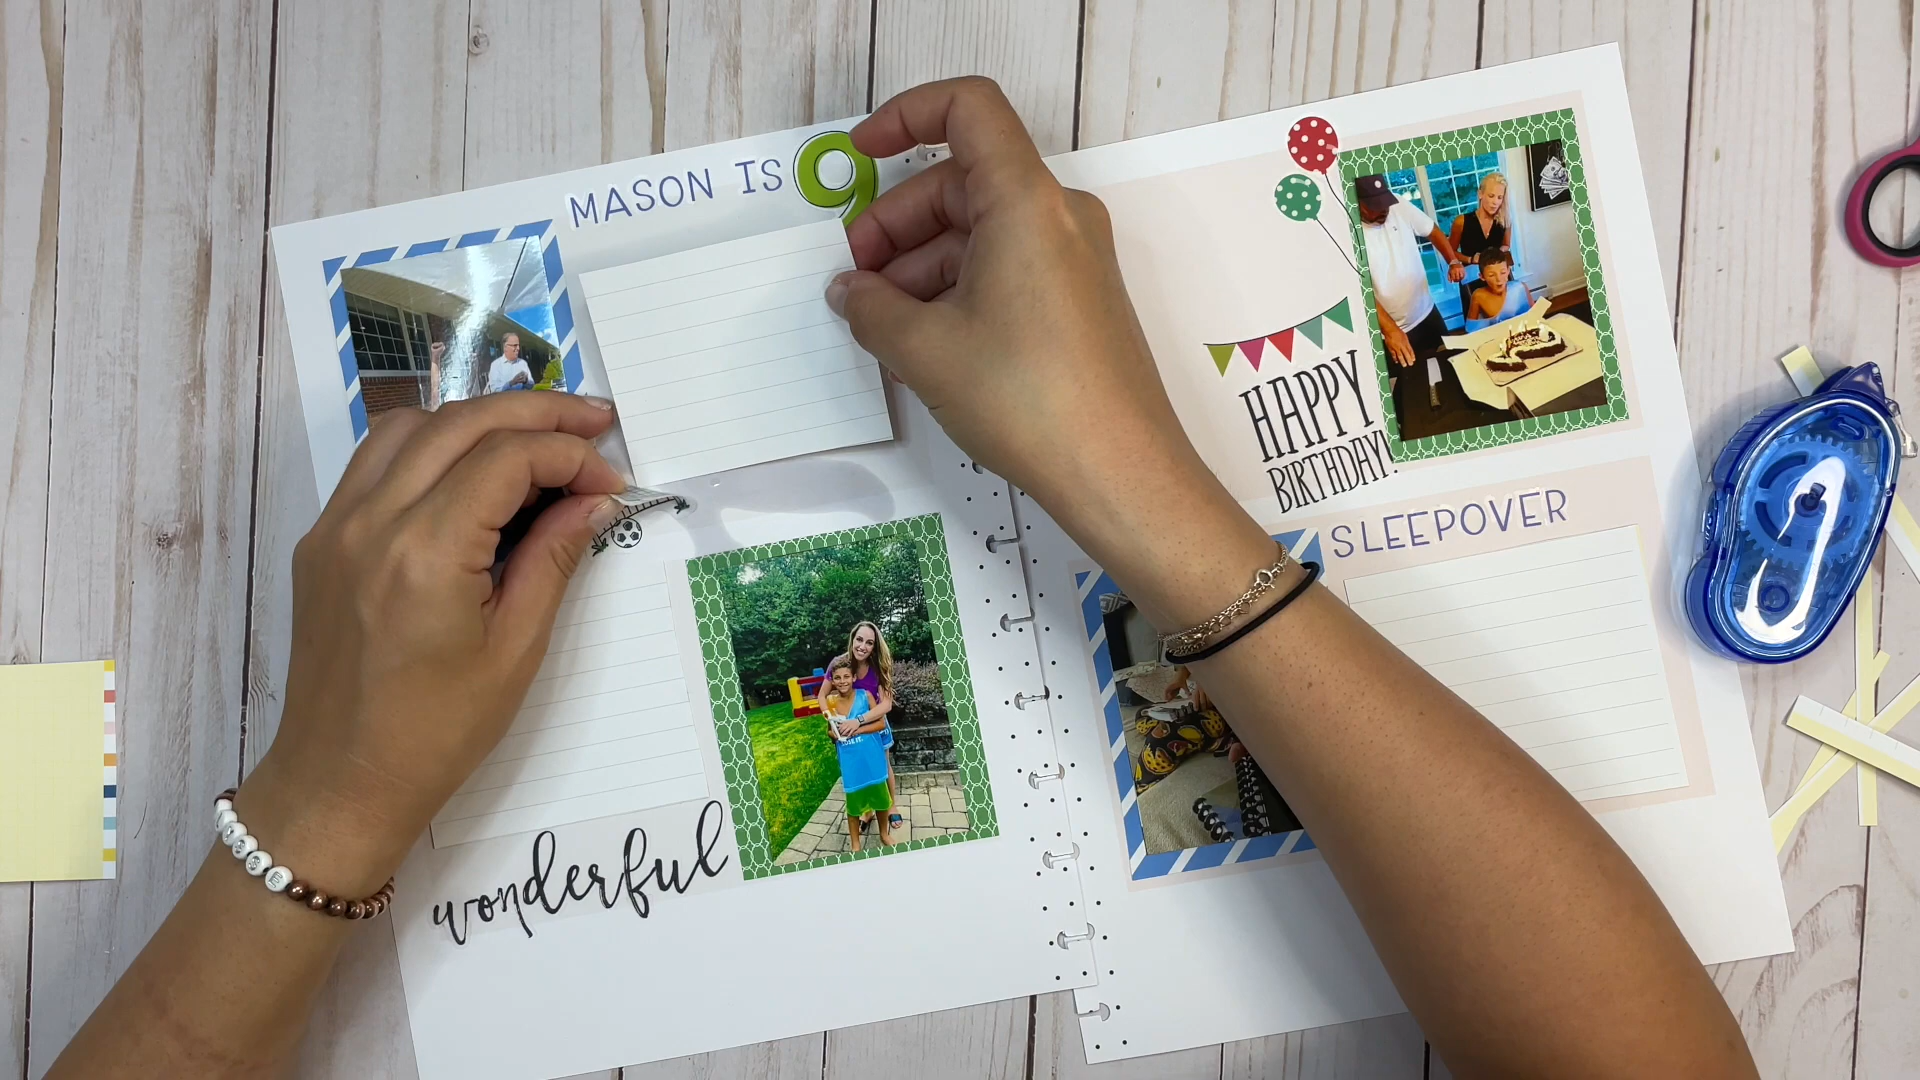 MASON IS 9
wonderful
HAPPY
BIRTHDAY!
SLEEPOVER